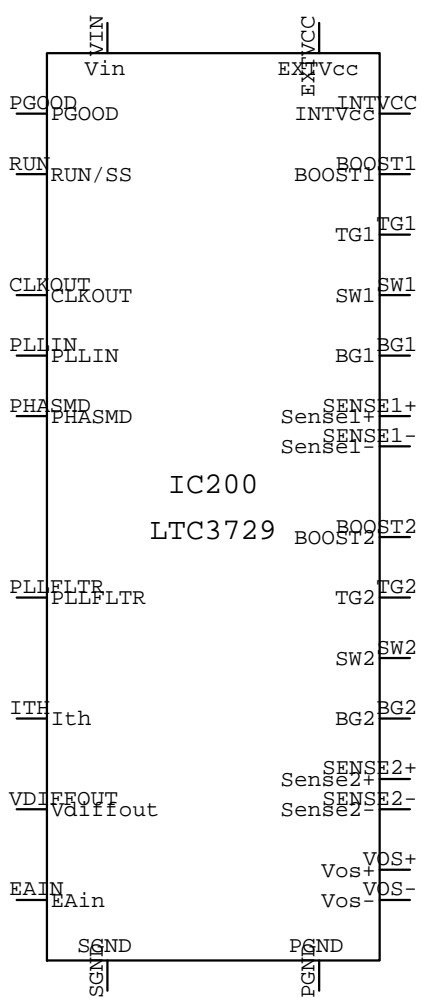 VIN
EXTVCC
Vin
EXTVcc
PGOOD
PGOOD
INTVCC
INTVcc
RUN
RUN/SS
BOOST1
BOOST1
TG1
TG1
CLKOUT
CLKOUT
SW1
SW1
PLLIN
PLLIN
BG1
BG1
PHASMD
PHASMD
SENSE1+
Sense1+
SENSE1-
Sense1-
IC200
LTC3729
BOOST2
BOOST2
PLLFLTR
PLLFLTR
TG2
TG2
SW2
SW2
ITH
Ith
BG2
BG2
SENSE2+
Sense2+
VDIFFOUT
Vdiffout
SENSE2-
Sense2-
VOS+
Vos+
EAIN
EAin
VOS-
Vos-
SGND
PGND
SGND
PGND